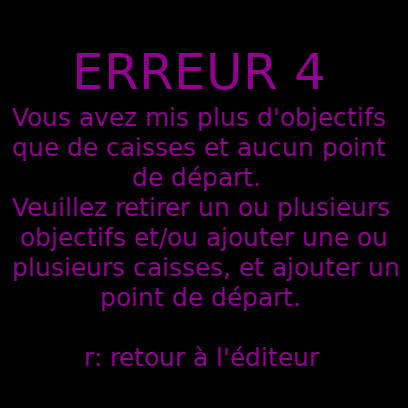 ERREUR 4
Vous avez mis plus d'objectifs
que de caisses et aucun point
de départ.
Veuillez retirer un ou plusieurs
objectifs et/ou ajouter une ou
plusieurs caisses, et ajouter un
point de départ.
r: retour à l'éditeur